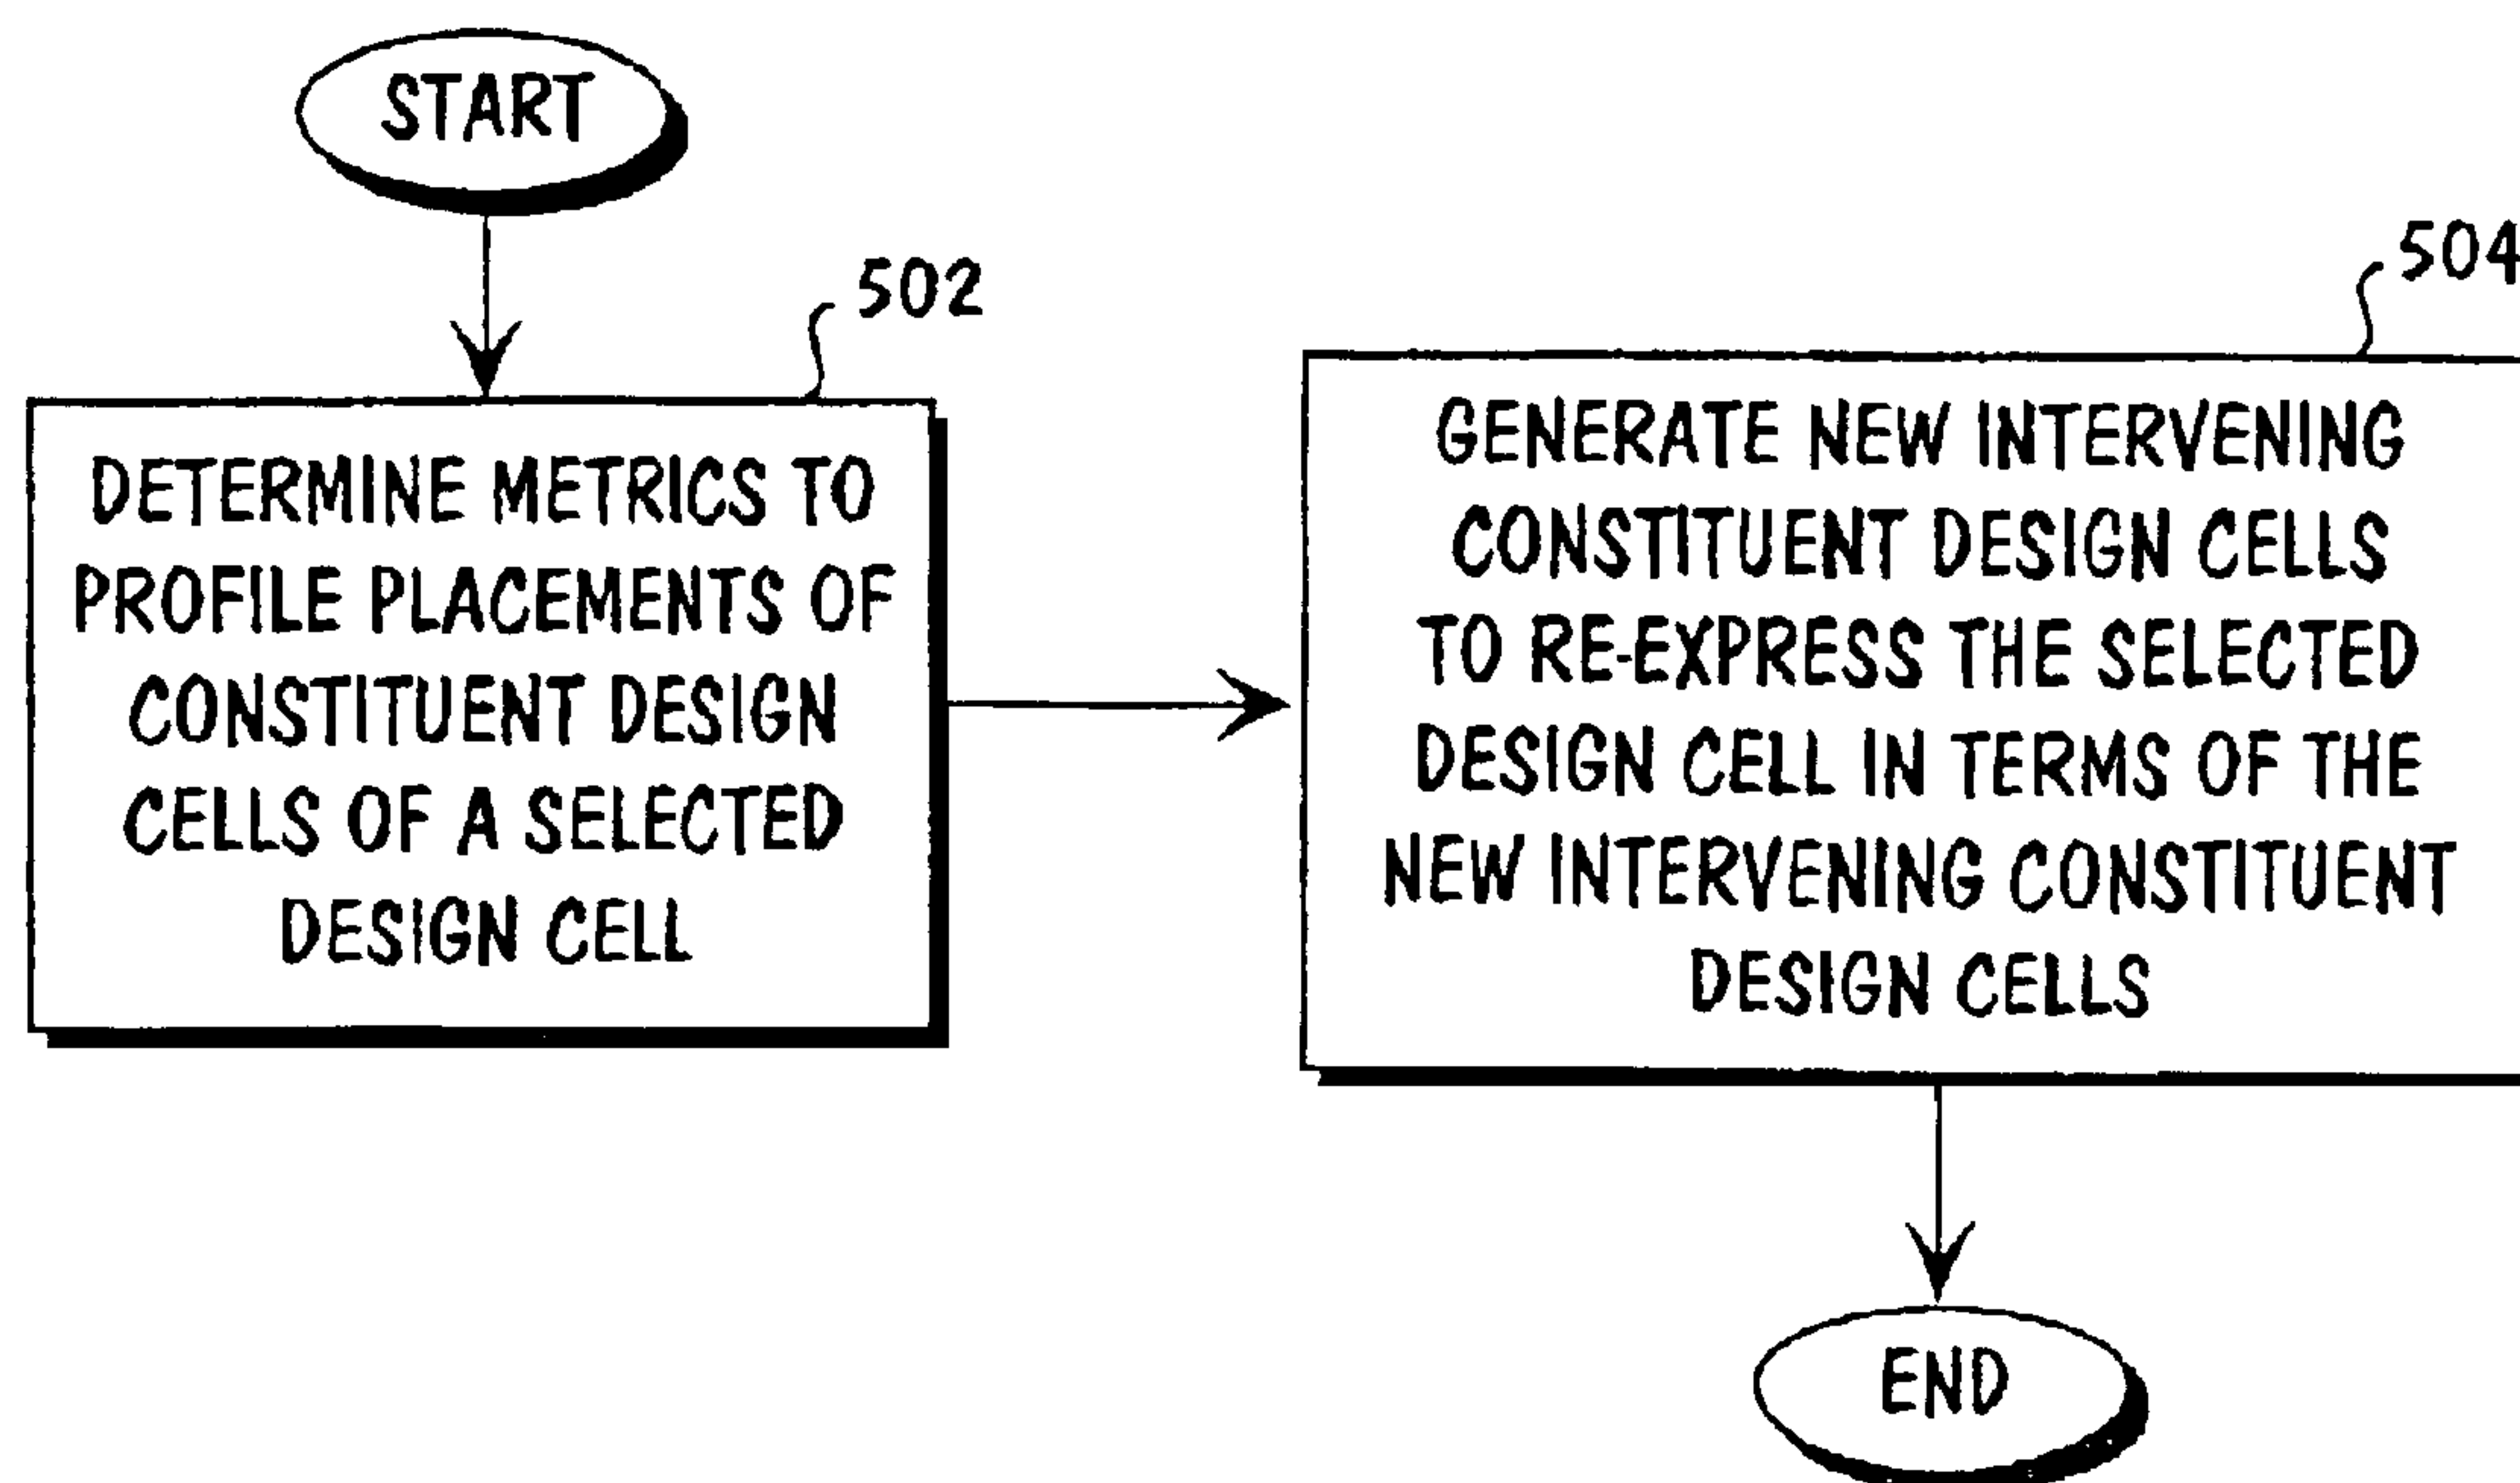 START
502
DETERMINE METRICS TO
PROFILE PLACEMENTS OF
CONSTITUENT DESIGN
CELLS OF A SELECTED
DESIGN CELL
504
GENERATE NEW INTERVENING
CONSTITUENT DESIGN CELLS
TO RE-EXPRESS THE SELECTED
DESIGN CELL IN TERMS OF THE
NEW INTERVENING CONSTITUENT
DESIGN CELLS
END